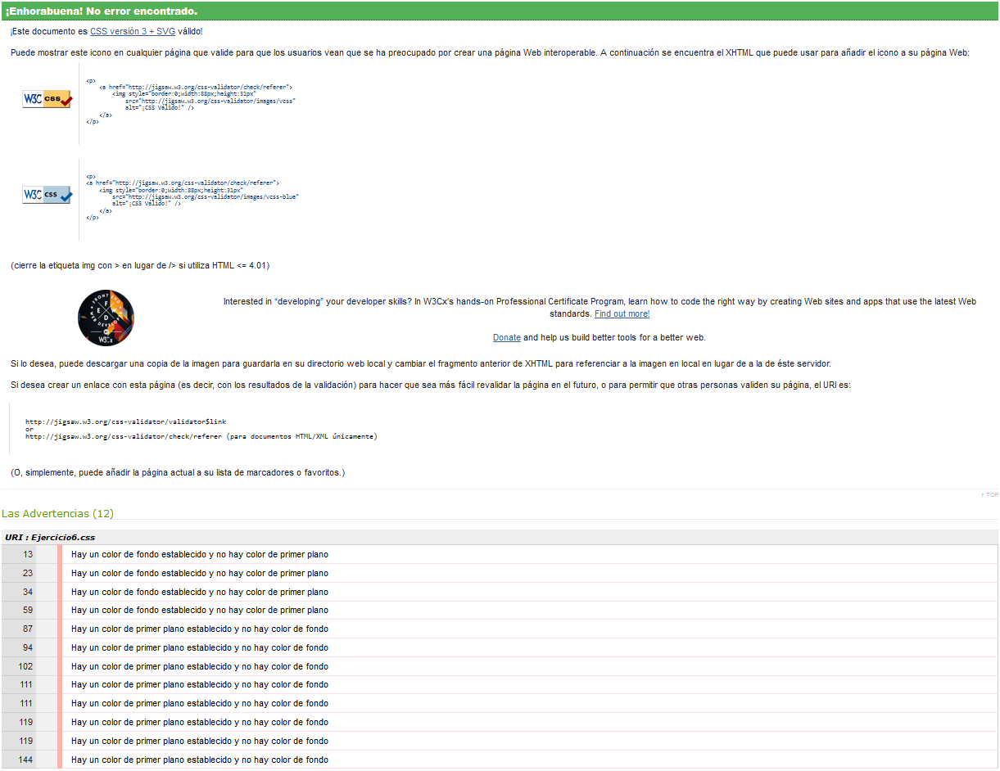 ¡Enhorabuena! No error encontrado.
¡Este documento es CSS versión 3 + SVG válido!
Puede mostrar este icono en cualquier página que valide para que los usuarios vean que se ha preocupado por crear una página Web interoperable. A continuación se encuentra el XHTML que puede usar para añadir el icono a su página Web:
W3C css
<p>
<a href="http://jigsaw.w3.org/css-validator/check/referer">
<img style="border:0;width:88px;height:31px"
src="http://jigsaw.w3.org/css-validator/images/vcss"
alt="¡CSS Válido!" />
</a>
</p>
W3C css
<p>
<a href="http://jigsaw.w3.org/css-validator/check/referer">
<img style="border:0;width:88px;height:31px"
src="http://jigsaw.w3.org/css-validator/images/vcss-blue"
alt="¡CSS Válido!" />
</a>
</p>
(cierre la etiqueta img con > en lugar de /> si utiliza HTML <= 4.01)
FRONT END
F
E W
D
WEB DEVELOPER
W3Cx
Interested in “developing” your developer skills? In W3Cx’s hands-on Professional Certificate Program, learn how to code the right way by creating Web sites and apps that use the latest Web
standards. Find out more!
Donate and help us build better tools for a better web.
Si lo desea, puede descargar una copia de la imagen para guardarla en su directorio web local y cambiar el fragmento anterior de XHTML para referenciar a la imagen en local en lugar de a la de éste servidor.
Si desea crear un enlace con esta página (es decir, con los resultados de la validación) para hacer que sea más fácil revalidar la página en el futuro, o para permitir que otras personas validen su página, el URI es:
http://jigsaw.w3.org/css-validator/validator$link
or
http://jigsaw.w3.org/css-validator/check/referer (para documentos HTML/XML únicamente)
(O, simplemente, puede añadir la página actual a su lista de marcadores o favoritos.)
↑ TOP
Las Advertencias (12)
URI : Ejercicio6.css
13 Hay un color de fondo establecido y no hay color de primer plano
23 Hay un color de fondo establecido y no hay color de primer plano
34 Hay un color de fondo establecido y no hay color de primer plano
59 Hay un color de fondo establecido y no hay color de primer plano
87 Hay un color de primer plano establecido y no hay color de fondo
94 Hay un color de primer plano establecido y no hay color de fondo
102 Hay un color de primer plano establecido y no hay color de fondo
111 Hay un color de primer plano establecido y no hay color de fondo
111 Hay un color de primer plano establecido y no hay color de fondo
119 Hay un color de primer plano establecido y no hay color de fondo
119 Hay un color de primer plano establecido y no hay color de fondo
144 Hay un color de primer plano establecido y no hay color de fondo